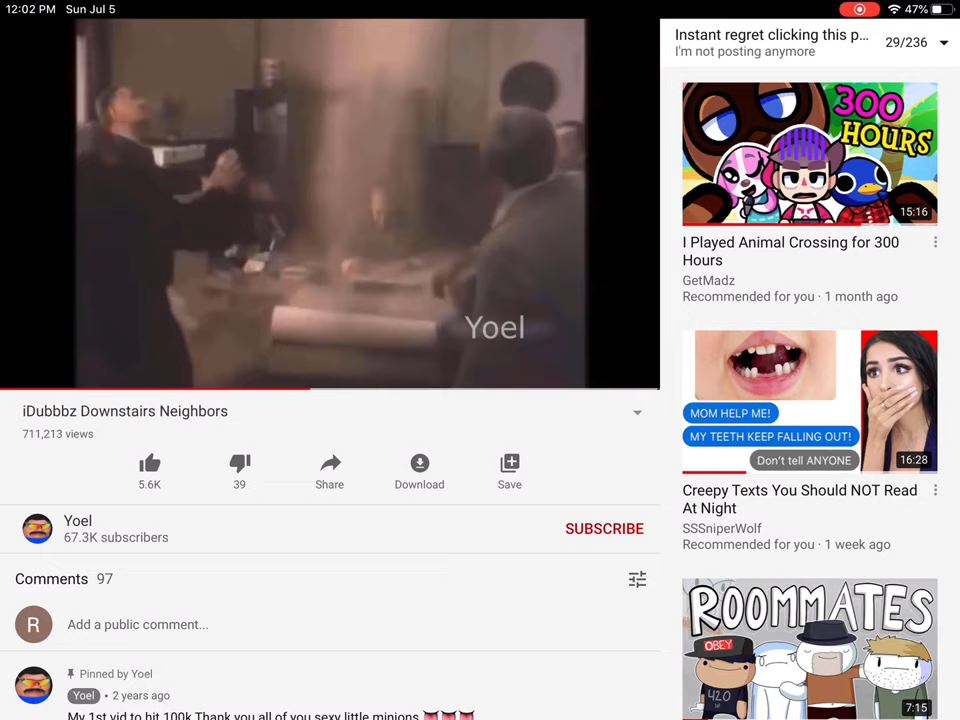 12:02 PM Sun Jul 5
47%
Yoel
iDubbbz Downstairs Neighbors
711,213 views
5.6K
39
Share
Download
Save
Yoel
67.3K subscribers
SUBSCRIBE
Comments 97
R
Add a public comment...
Pinned by Yoel
Yoel • 2 years ago
My 1st vid to hit 100k Thank you all of you sexy little minions
Instant regret clicking this p...
I'm not posting anymore
29/236
300
HOURS
15:16
I Played Animal Crossing for 300
Hours
GetMadz
Recommended for you · 1 month ago
MOM HELP ME!
MY TEETH KEEP FALLING OUT!
Don't tell ANYONE
16:28
Creepy Texts You Should NOT Read
At Night
SSSniperWolf
Recommended for you · 1 week ago
ROOMMATES
OBEY
420
7:15